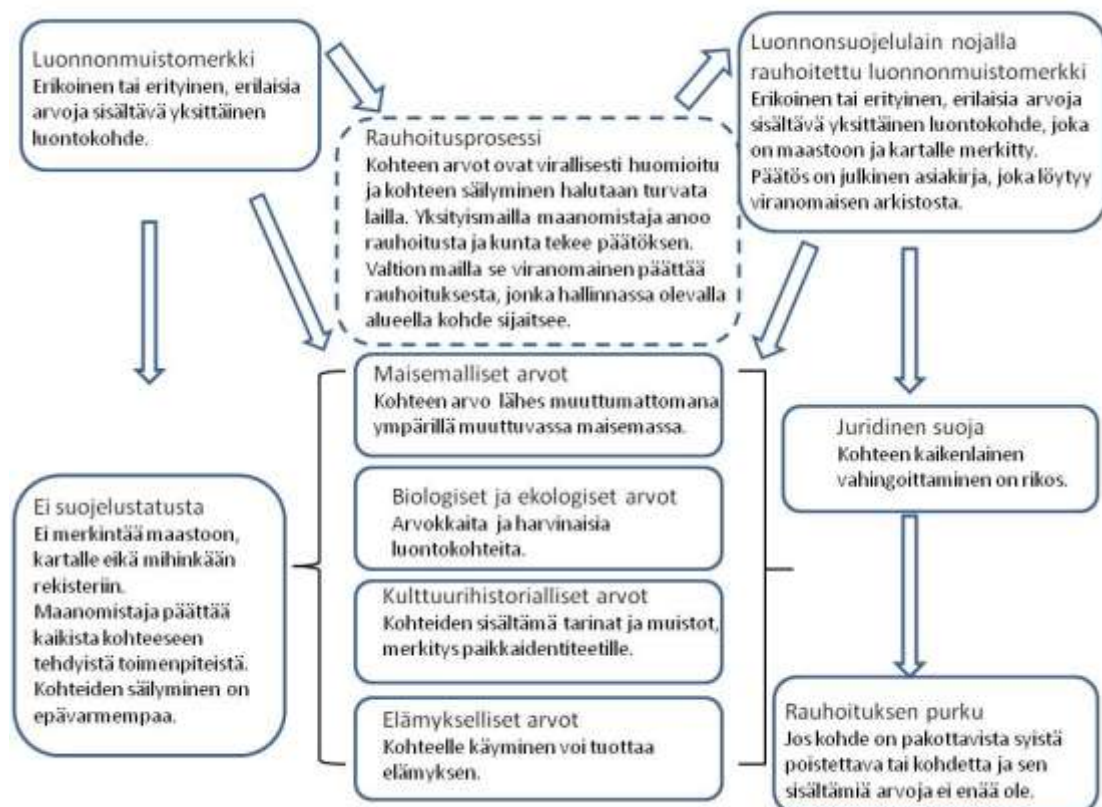 Luonnonmuistomerkki
Erikoinen tai erityinen, erilaisia
arvoja sisältävä yksittäinen
luontokohde.
Rauhoitusprosessi
Kohteen arvot ovat virallisesti huomioitu
ja kohteen säilyminen halutaan turvata
lailla. Yksityismailla maanomistaja anoo
rauhoitusta ja kunta tekee päätöksen.
Valtion mailla se viranomainen päättää
rauhoituksesta, jonka hallinnassa olevalla
alueella kohde sijaitsee.
Luonnonsuojelulain nojalla
rauhoitettu luonnonmuistomerkki
Erikoinen tai erityinen, erilaisia arvoja
sisältävä yksittäinen luontokohde, joka
on maastoon ja kartalle merkitty.
Päätös on julkinen asiakirja, joka löytyy
viranomaisen arkistosta.
Ei suojelustatusta
Ei merkintää maastoon,
kartalle eikä mihinkään
rekisteriin.
Maanomistaja päättää
kaikista kohteeseen
tehdyistä toimenpiteistä.
Kohteiden säilyminen on
epävarmempaa.
Maisemalliset arvot
Kohteen arvo lähes muuttumattomana
ympärillä muuttuvassa maisemassa.
Biologiset ja ekologiset arvot
Arvokkaita ja harvinaisia
luontokohteita.
Kulttuurihistorialliset arvot
Kohteiden sisältämä tarinat ja muistot,
merkitys paikkaidentiteetille.
Elämykselliset arvot
Kohteelle käyminen voi tuottaa
elämyksen.
Juridinen suoja
Kohteen kaikenlainen
vahingoittaminen on rikos.
Rauhoituksen purku
Jos kohde on pakottavista syistä
poistettava tai kohdetta ja sen
sisältämiä arvoja ei enää ole.